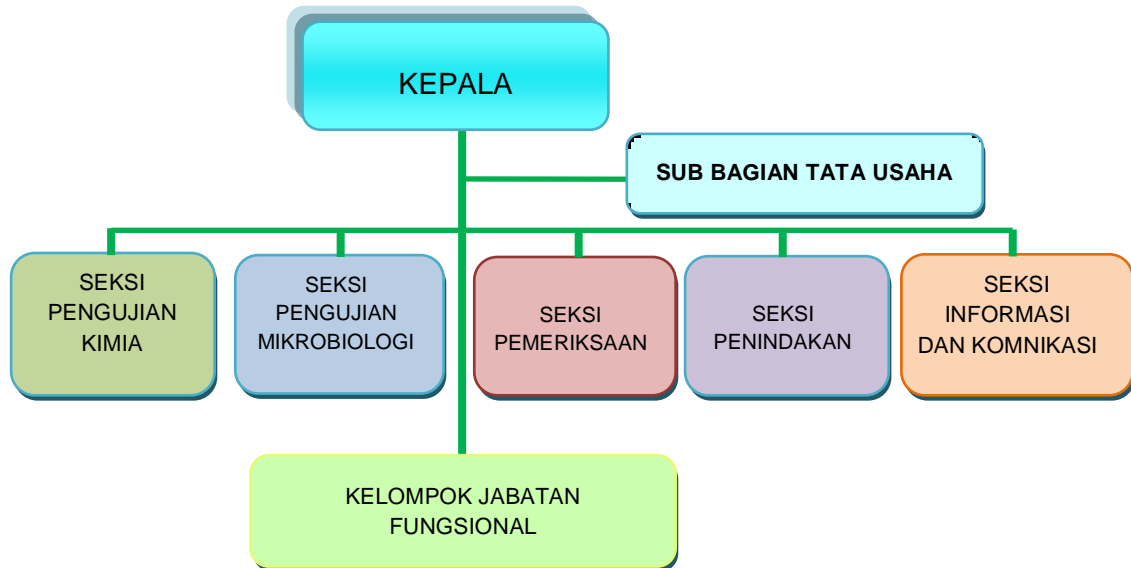 KEPALA
SUB BAGIAN TATA USAHA
SEKSI
PENGUJIAN
KIMIA
SEKSI
PENGUJIAN
MIKROBIOLOGI
SEKSI
PEMERIKSAAN
SEKSI
PENINDAKAN
SEKSI
INFORMASI
DAN KOMNIKASI
KELOMPOK JABATAN
FUNGSIONAL